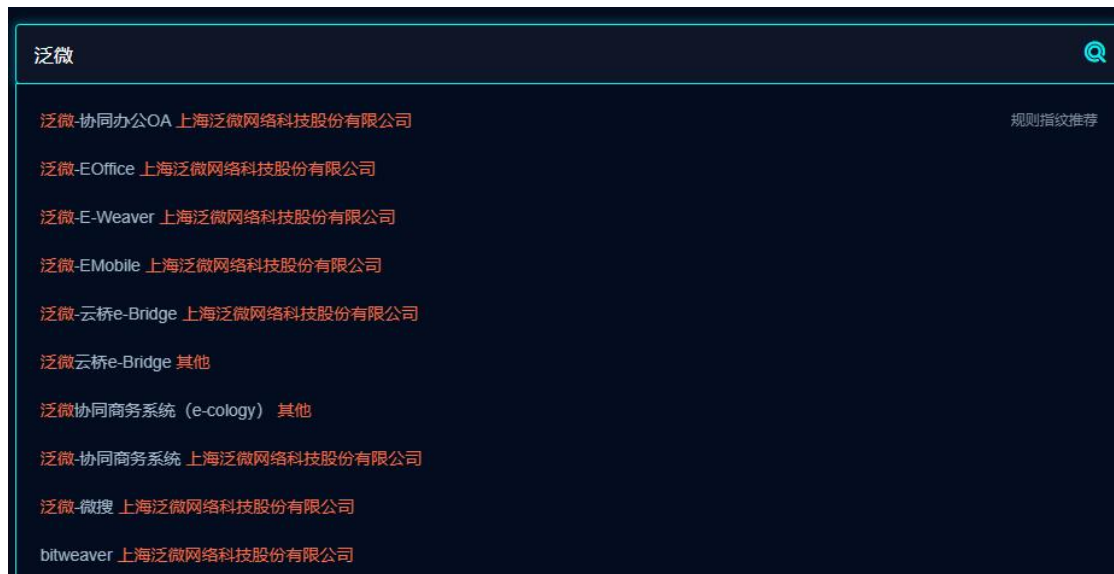 泛微
泛微-协同办公OA 上海泛微网络科技股份有限公司 规则指纹推荐
泛微-EOffice 上海泛微网络科技股份有限公司
泛微-E-Weaver 上海泛微网络科技股份有限公司
泛微-EMobile 上海泛微网络科技股份有限公司
泛微-云桥e-Bridge 上海泛微网络科技股份有限公司
泛微云桥e-Bridge 其他
泛微协同商务系统（e-cology） 其他
泛微-协同商务系统 上海泛微网络科技股份有限公司
泛微-微搜 上海泛微网络科技股份有限公司
bitweaver 上海泛微网络科技股份有限公司